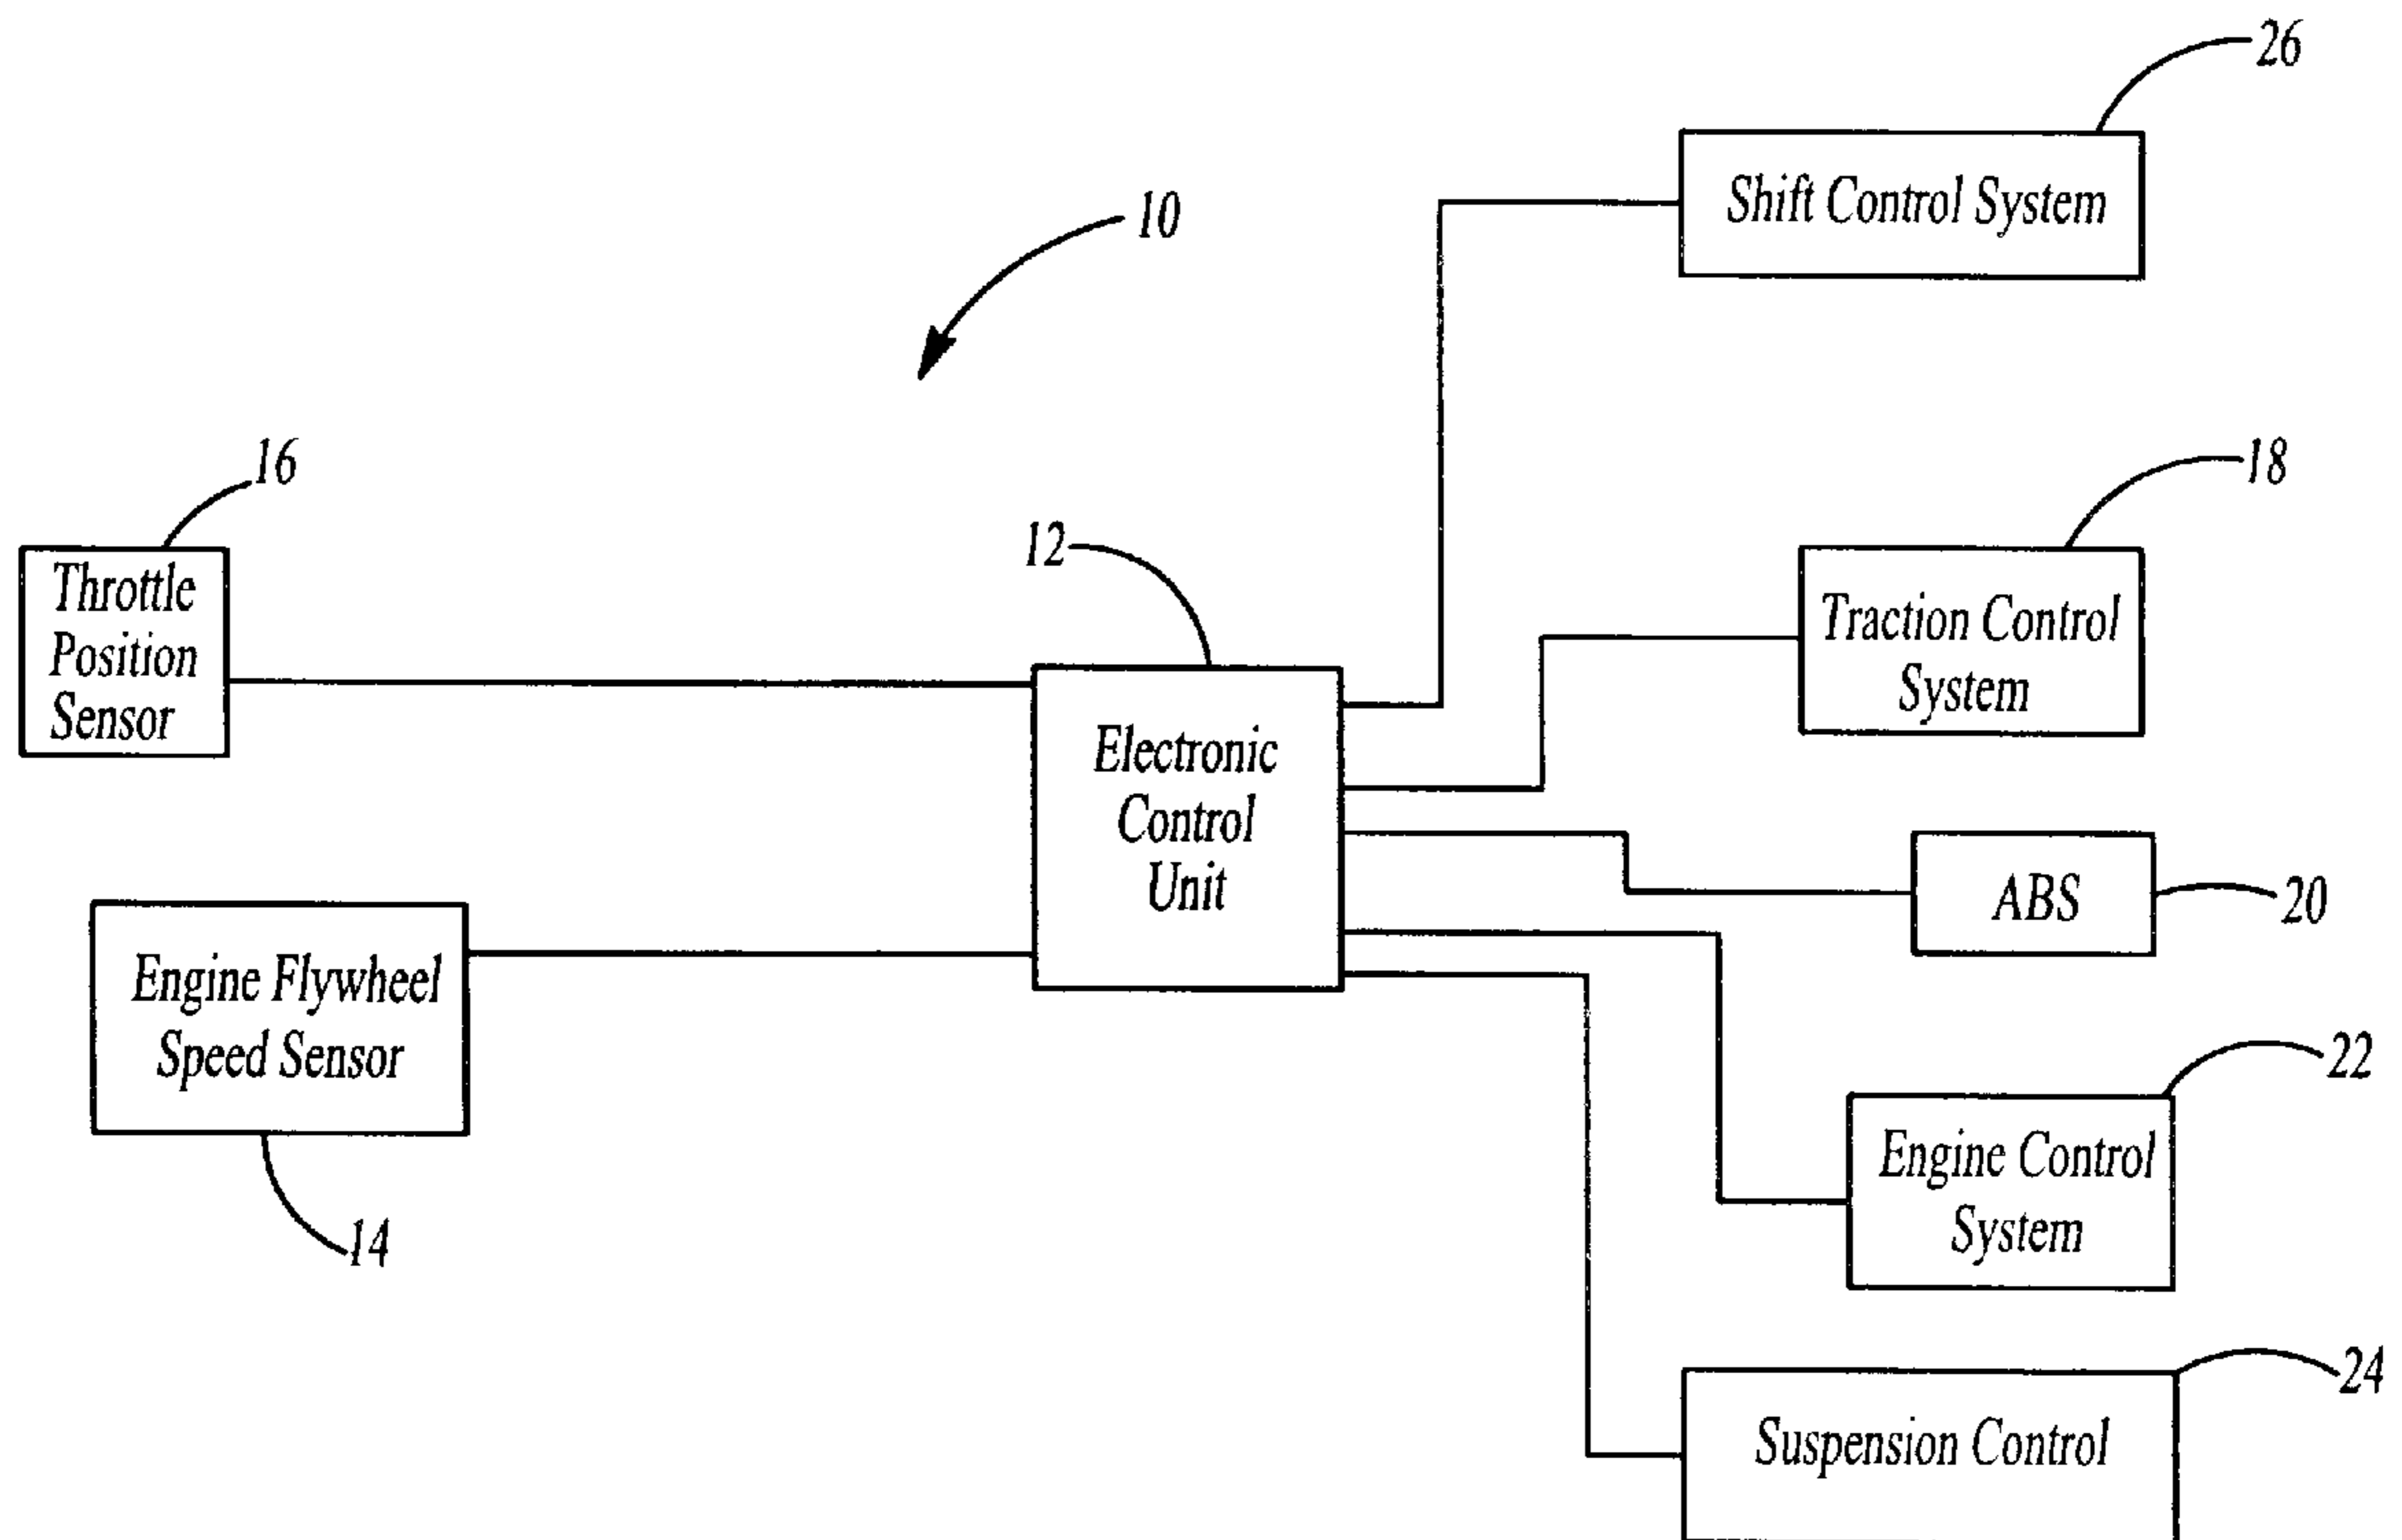 26
Shift Control System
10
16
18
12
Throttle
Position
Sensor
Traction Control
System
Electronic
Control
Unit
ABS
20
Engine Flywheel
Speed Sensor
22
Engine Control
System
14
24
Suspension Control